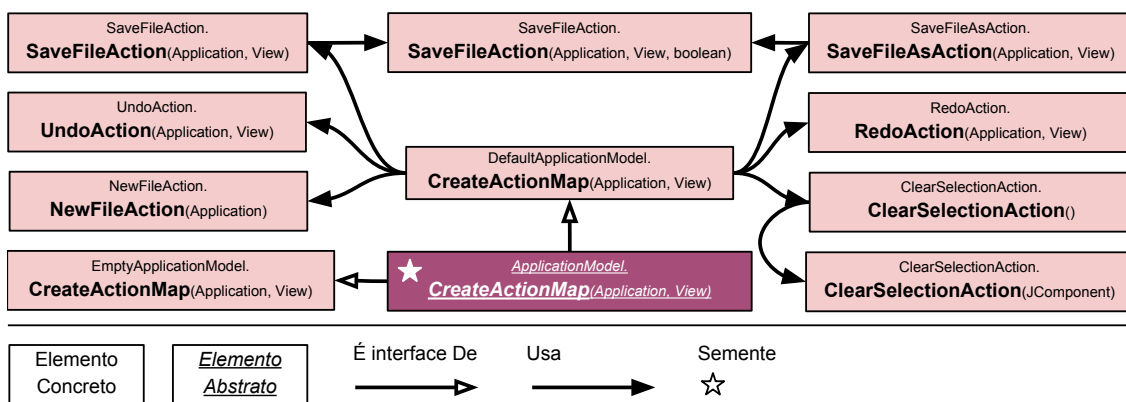 SaveFileAction.
SaveFileAction(Application, View)
SaveFileAction.
SaveFileAction(Application, View, boolean)
SaveFileAsAction.
SaveFileAsAction(Application, View)
UndoAction.
UndoAction(Application, View)
RedoAction.
RedoAction(Application, View)
DefaultApplicationModel.
CreateActionMap(Application, View)
NewFileAction.
NewFileAction(Application)
ClearSelectionAction.
ClearSelectionAction()
EmptyApplicationModel.
CreateActionMap(Application, View)
ApplicationModel.
CreateActionMap(Application, View)
ClearSelectionAction.
ClearSelectionAction(JComponent)
Elemento
Concreto
Elemento
Abstrato
É interface De
Usa
Semente